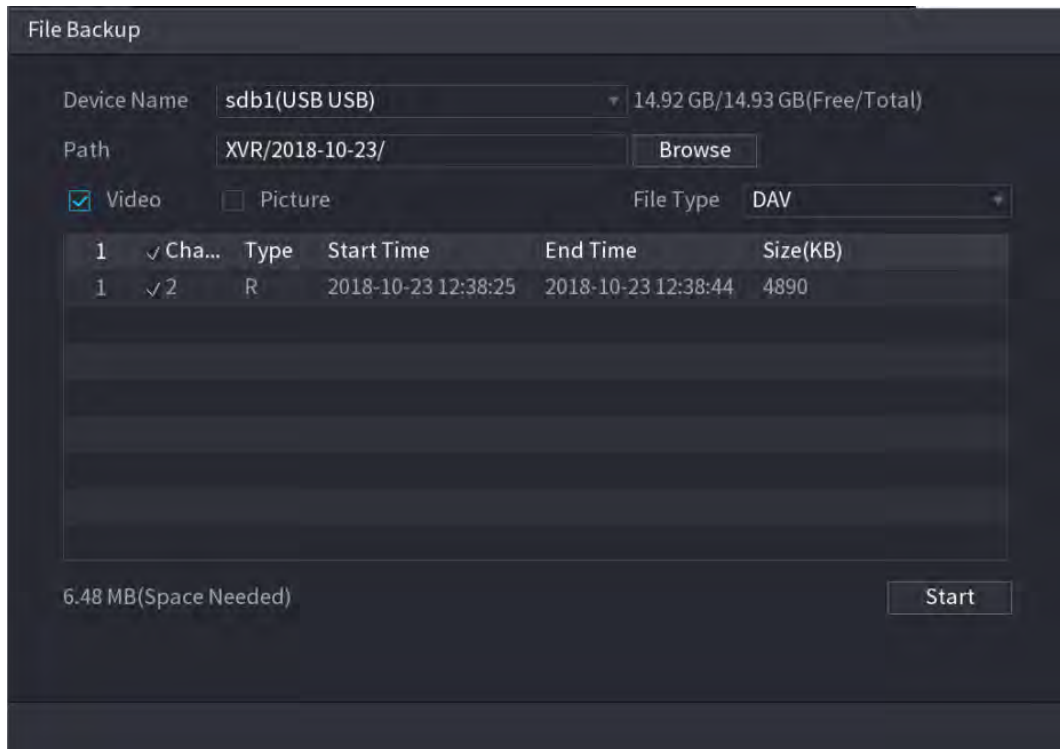 File Backup
Device Name sdb1(USB USB) 14.92 GB/14.93 GB(Free/Total)
Path XVR/2018-10-23/ Browse
Video Picture File Type DAV
1 Cha... Type Start Time End Time Size(KB)
1 2 R 2018-10-23 12:38:25 2018-10-23 12:38:44 4890
6.48 MB(Space Needed) Start